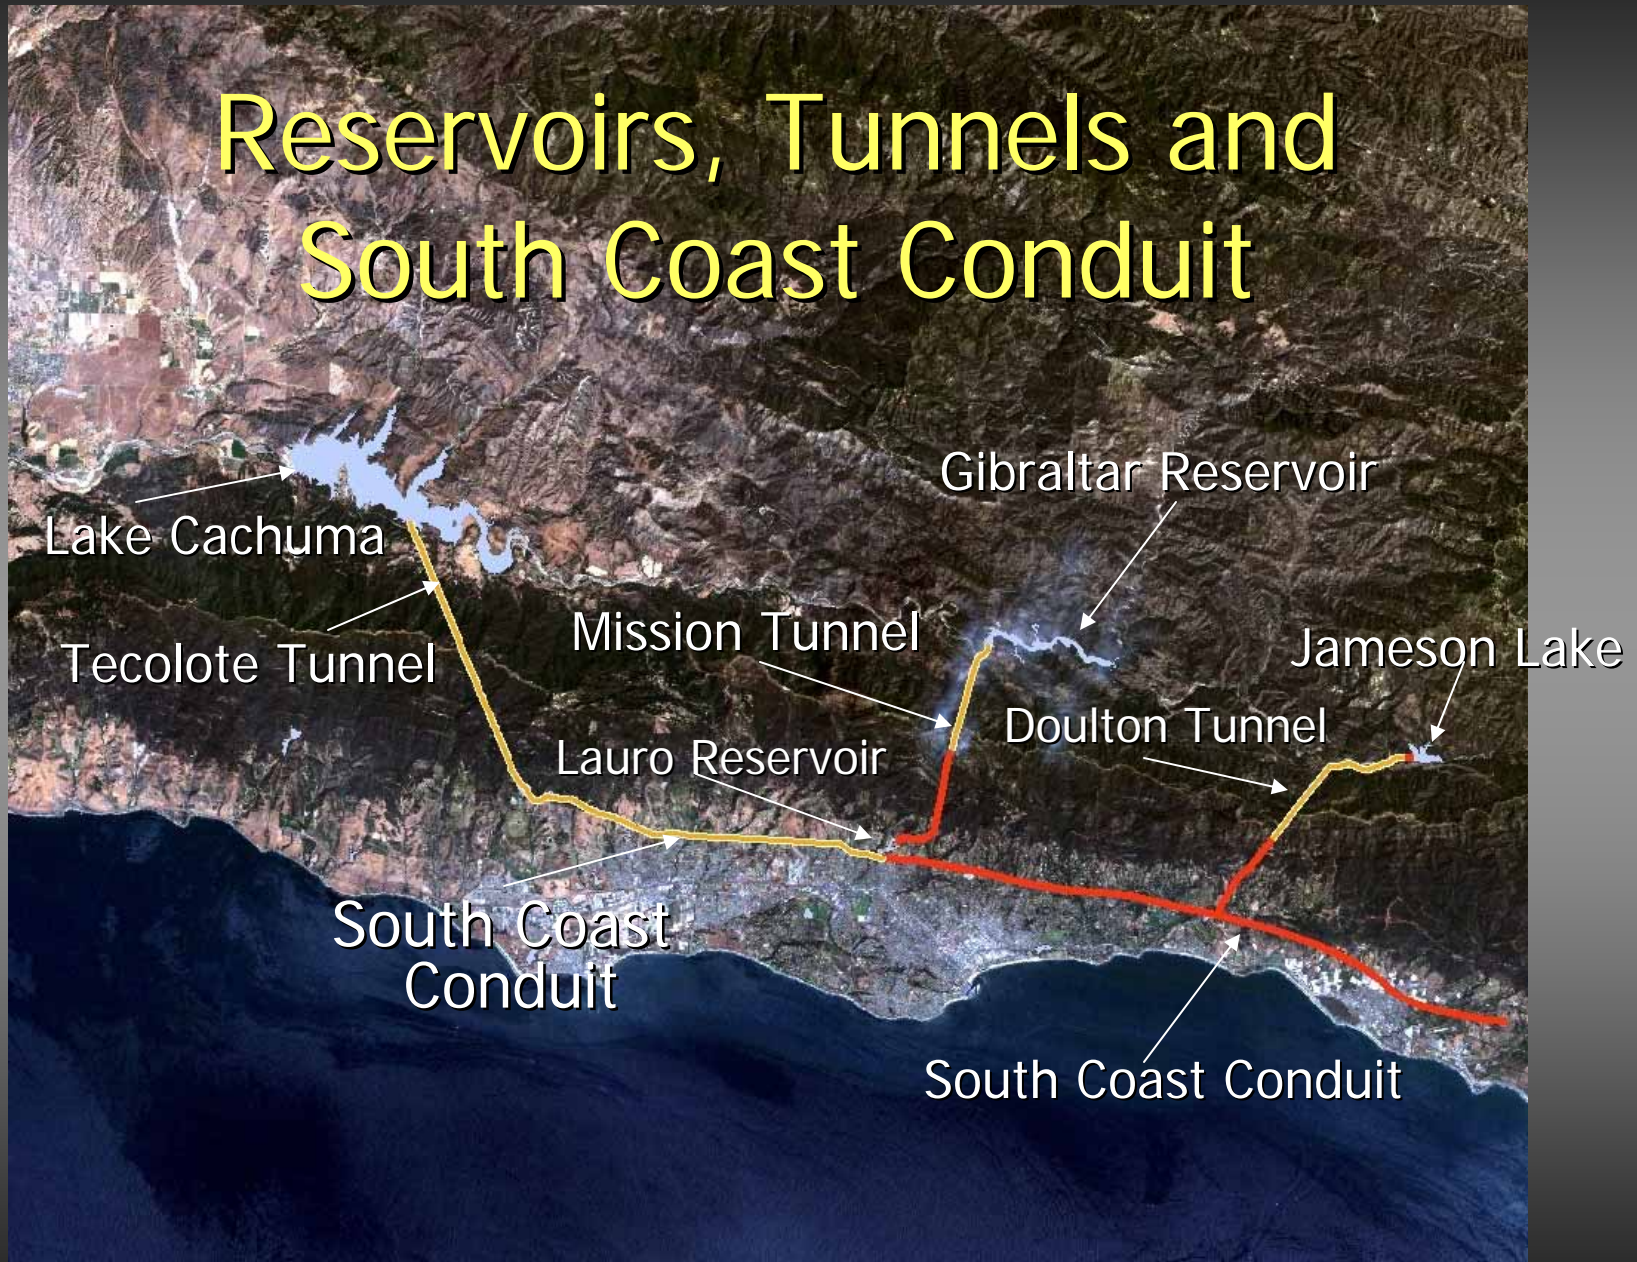 Reservoirs, Tunnels and
South Coast Conduit
Gibraltar Reservoir
Lake Cachuma
Mission Tunnel
Jameson Lake
Tecolote Tunnel
Doulton Tunnel
Lauro Reservoir
South Coast
Conduit
South Coast Conduit